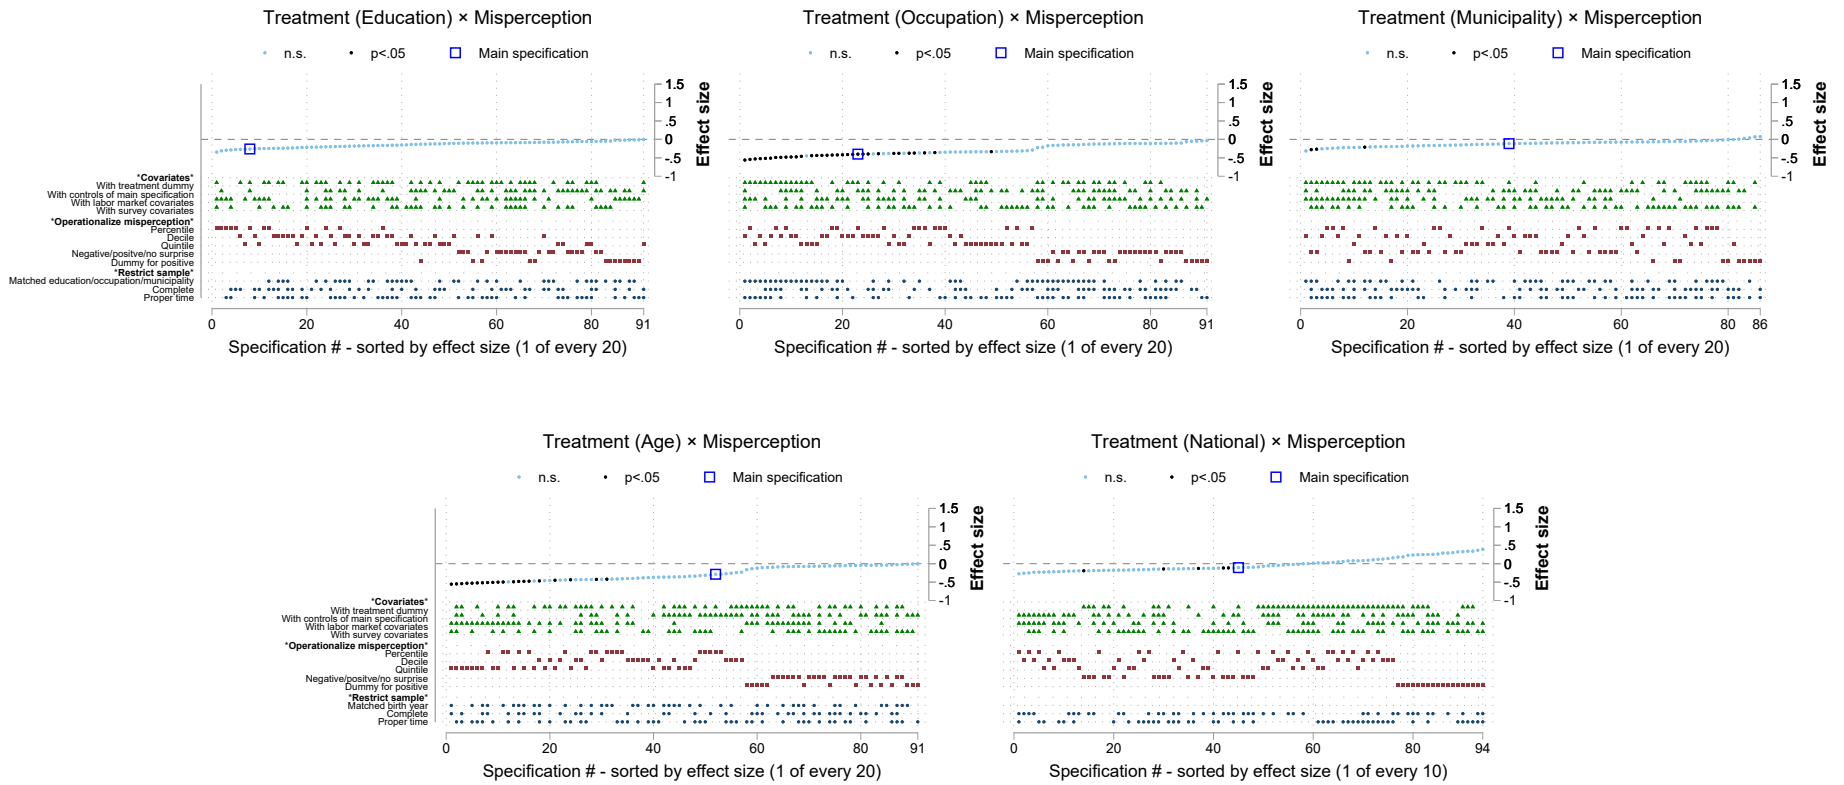 Treatment (Education) × Misperception
n.s.
p<.05
Main specification
1.5
1
.5
0
-.5
-1
Effect size
*Covariates*
With treatment dummy
With controls of main specification
With labor market covariates
With survey covariates
*Operationalize misperception*
Percentile
Decile
Quintile
Negative/positve/no surprise
Dummy for positive
*Restrict sample*
Matched education/occupation/municipality
Complete
Proper time
0 20 40 60 80 91
Specification # - sorted by effect size (1 of every 20)
Treatment (Occupation) × Misperception
n.s.
p<.05
Main specification
1.5
1
.5
0
-.5
-1
Effect size
0 20 40 60 80 91
Specification # - sorted by effect size (1 of every 20)
Treatment (Municipality) × Misperception
n.s.
p<.05
Main specification
1.5
1
.5
0
-.5
-1
Effect size
0 20 40 60 80 86
Specification # - sorted by effect size (1 of every 20)
Treatment (Age) × Misperception
n.s.
p<.05
Main specification
1.5
1
.5
0
-.5
-1
Effect size
*Covariates*
With treatment dummy
With controls of main specification
With labor market covariates
With survey covariates
*Operationalize misperception*
Percentile
Decile
Quintile
Negative/positve/no surprise
Dummy for positive
*Restrict sample*
Matched birth year
Complete
Proper time
0 20 40 60 80 91
Specification # - sorted by effect size (1 of every 20)
Treatment (National) × Misperception
n.s.
p<.05
Main specification
1.5
1
.5
0
-.5
-1
Effect size
0 20 40 60 80 94
Specification # - sorted by effect size (1 of every 10)